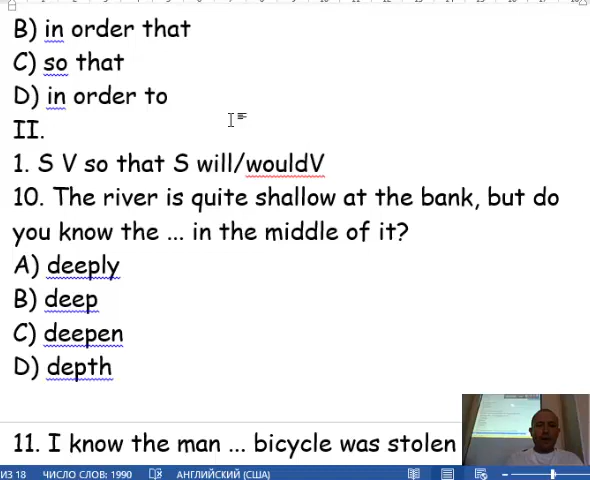 B) in order that
C) so that
D) in order to
II.
1. S V so that S will/wouldV
10. The river is quite shallow at the bank, but do
you know the ... in the middle of it?
A) deeply
B) deep
C) deepen
D) depth
11. I know the man ... bicycle was stolen
ИЗ 18 ЧИСЛО СЛОВ: 1990 АНГЛИЙСКИЙ (США)